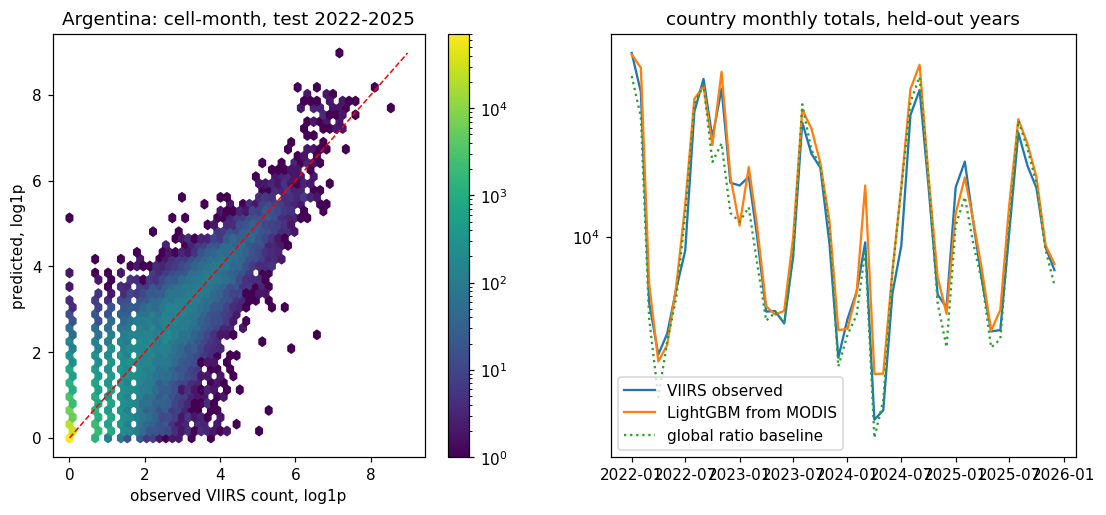 Argentina: cell-month, test 2022-2025
predicted, log1p
8
6
4
2
0
0
2
4
6
8
observed VIIRS count, log1p
10^4
10^3
10^2
10^1
10^0
country monthly totals, held-out years
10^4
VIIRS observed
LightGBM from MODIS
global ratio baseline
2022-01 2022-07 2023-01 2023-07 2024-01 2024-07 2025-01 2025-07 2026-01